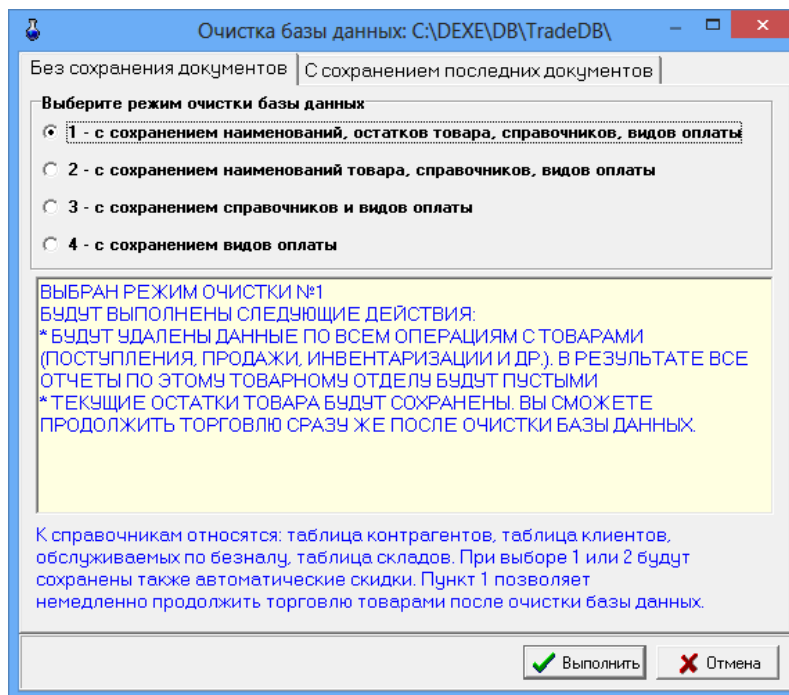 Очистка базы данных: C:\DEXE\DB\TradeDB\
Без сохранения документов
С сохранением последних документов
Выберите режим очистки базы данных
1 - с сохранением наименований, остатков товара, справочников, видов оплаты
2 - с сохранением наименований товара, справочников, видов оплаты
3 - с сохранением справочников и видов оплаты
4 - с сохранением видов оплаты
ВЫБРАН РЕЖИМ ОЧИСТКИ №1
БУДУТ ВЫПОЛНЕНЫ СЛЕДУЮЩИЕ ДЕЙСТВИЯ:
* БУДУТ УДАЛЕНЫ ДАННЫЕ ПО ВСЕМ ОПЕРАЦИЯМ С ТОВАРАМИ
(ПОСТУПЛЕНИЯ, ПРОДАЖИ, ИНВЕНТАРИЗАЦИИ И ДР.). В РЕЗУЛЬТАТЕ ВСЕ
ОТЧЕТЫ ПО ЭТОМУ ТОВАРНОМУ ОТДЕЛУ БУДУТ ПУСТЫМИ
* ТЕКУЩИЕ ОСТАТКИ ТОВАРА БУДУТ СОХРАНЕНЫ. ВЫ СМОЖЕТЕ
ПРОДОЛЖИТЬ ТОРГОВЛЮ СРАЗУ ЖЕ ПОСЛЕ ОЧИСТКИ БАЗЫ ДАННЫХ.
К справочникам относятся: таблица контрагентов, таблица клиентов,
обслуживаемых по безналу, таблица складов. При выборе 1 или 2 будут
сохранены также автоматические скидки. Пункт 1 позволяет
немедленно продолжить торговлю товарами после очистки базы данных.
Выполнить
Отмена